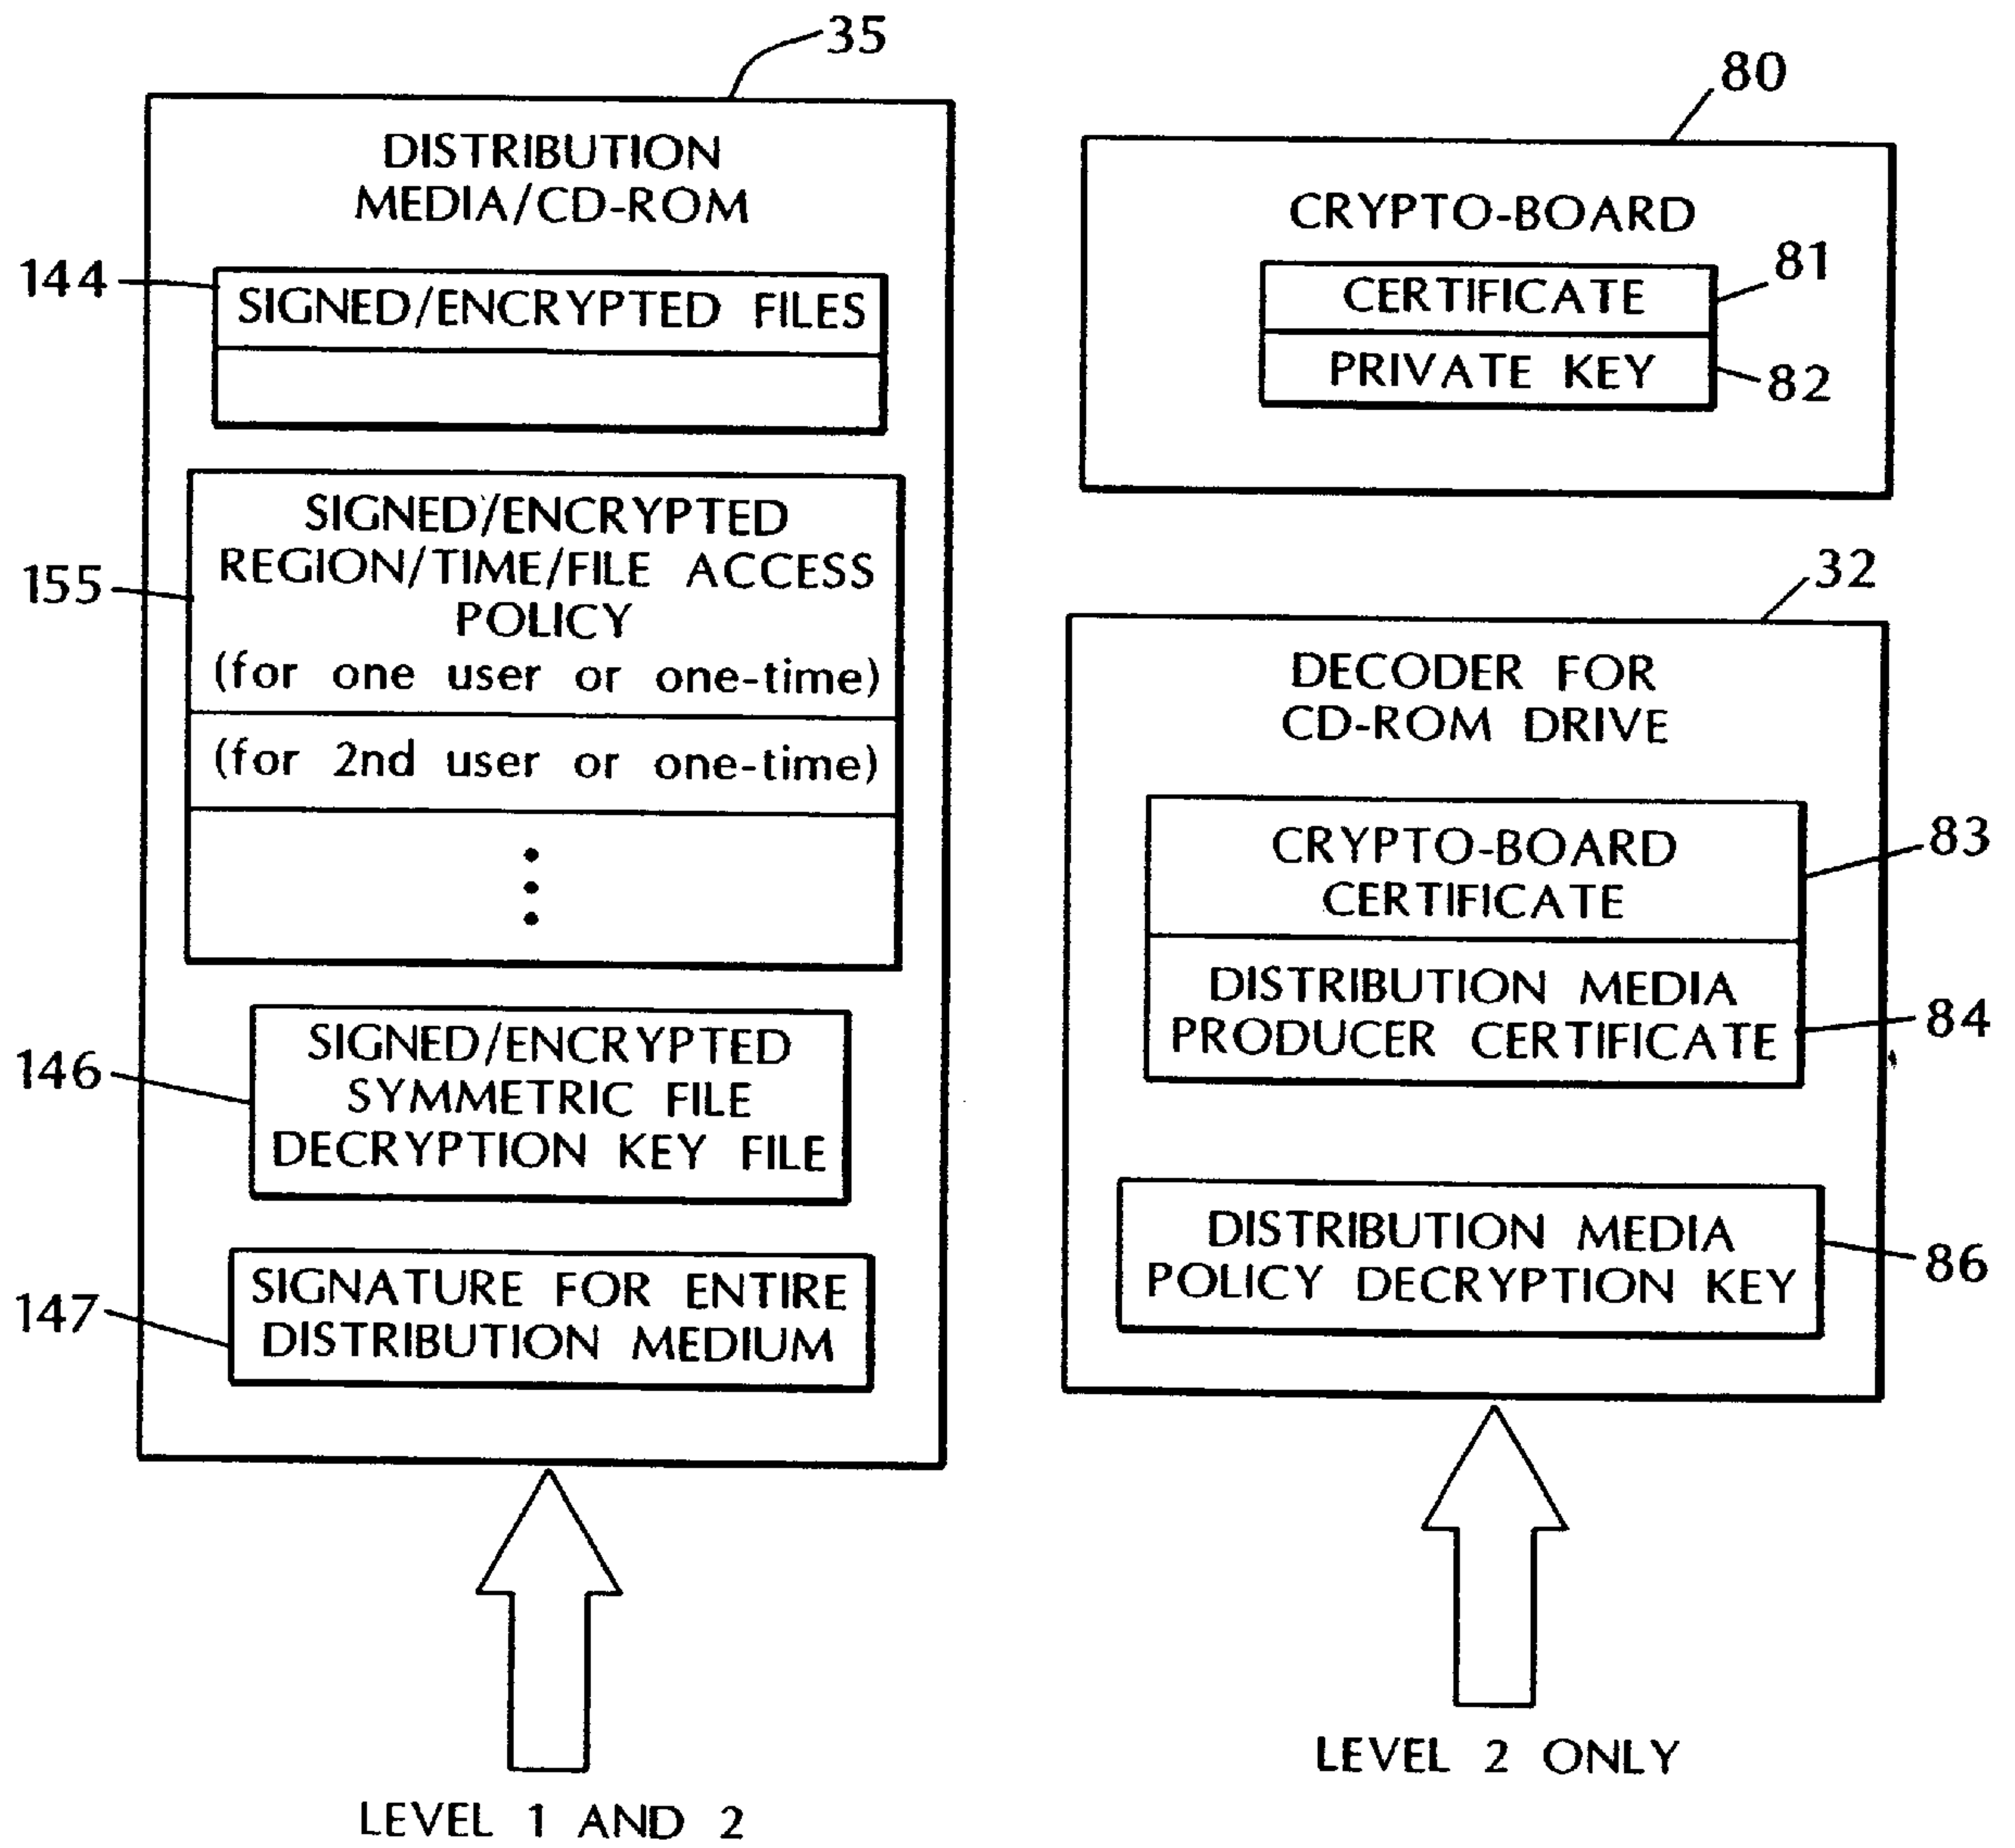 35
DISTRIBUTION
MEDIA/CD-ROM
144
SIGNED/ENCRYPTED FILES
155
SIGNED/ENCRYPTED
REGION/TIME/FILE ACCESS
POLICY
(for one user or one-time)
(for 2nd user or one-time)
146
SIGNED/ENCRYPTED
SYMMETRIC FILE
DECRYPTION KEY FILE
147
SIGNATURE FOR ENTIRE
DISTRIBUTION MEDIUM
LEVEL 1 AND 2
80
CRYPTO-BOARD
81
CERTIFICATE
PRIVATE KEY
82
32
DECODER FOR
CD-ROM DRIVE
CRYPTO-BOARD
CERTIFICATE
83
DISTRIBUTION MEDIA
PRODUCER CERTIFICATE
84
DISTRIBUTION MEDIA
POLICY DECRYPTION KEY
86
LEVEL 2 ONLY